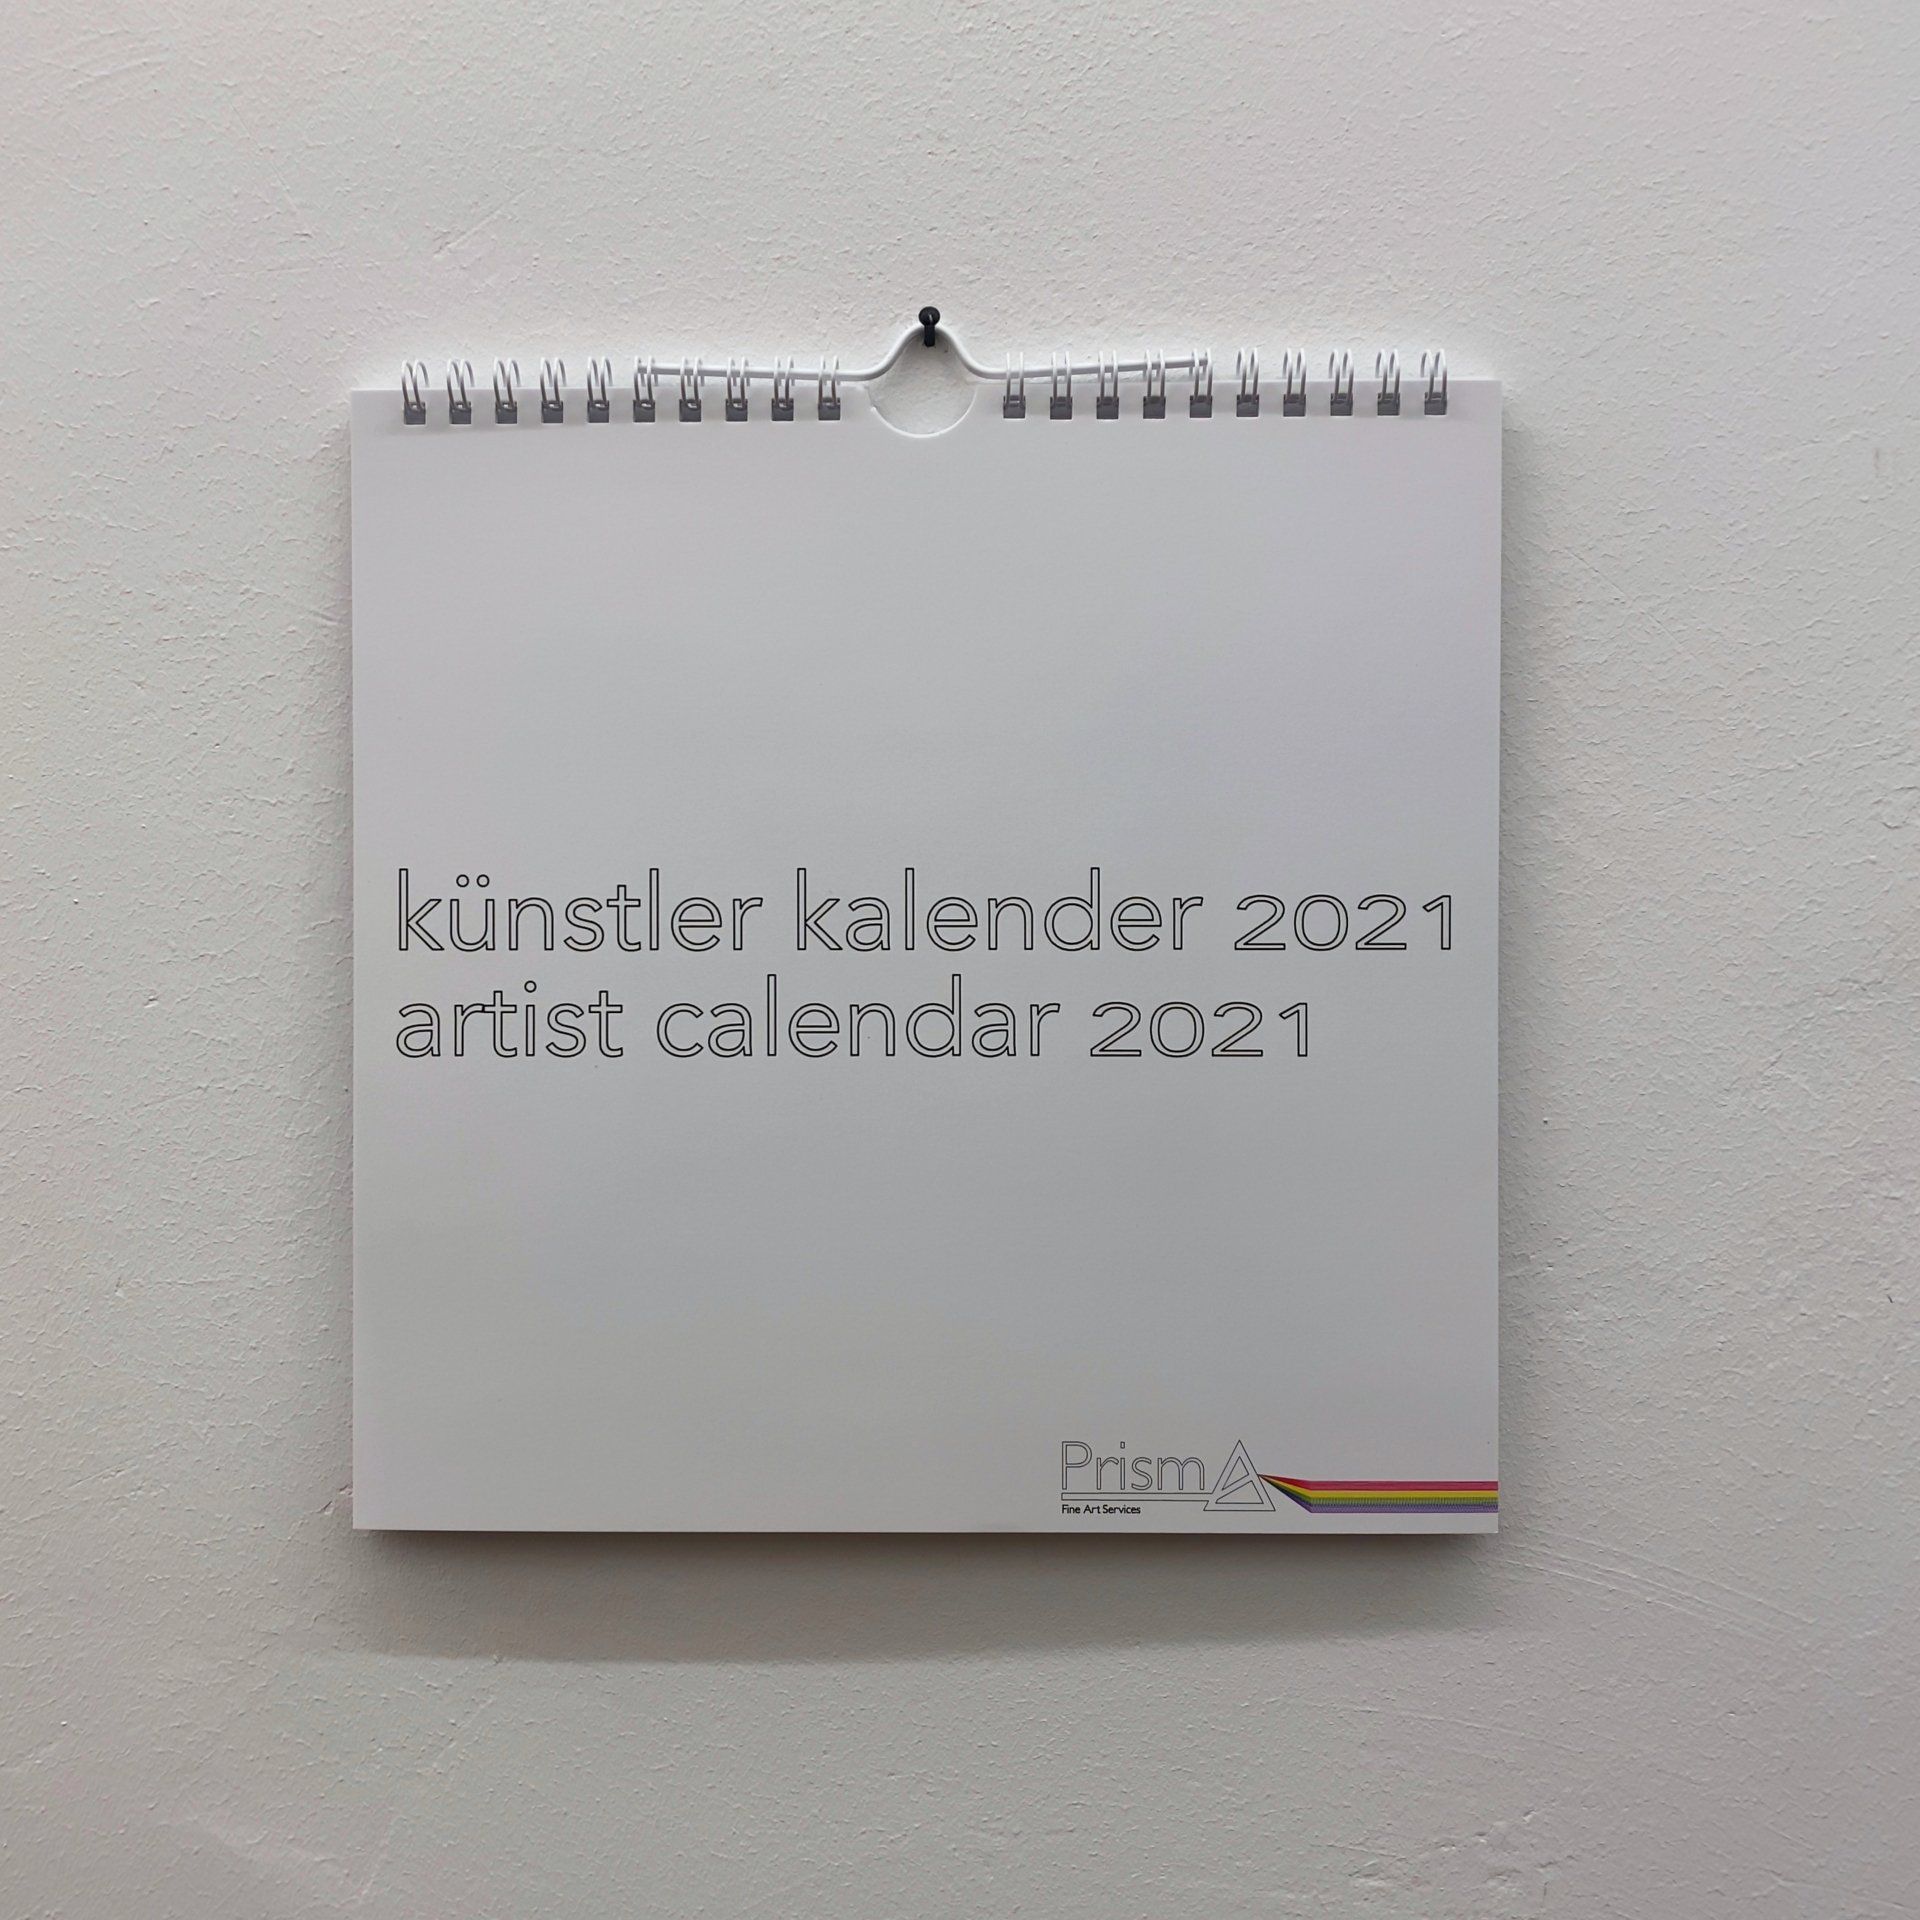 künstler kalender 2021
artist calendar 2021
Prism
Fine Art Services